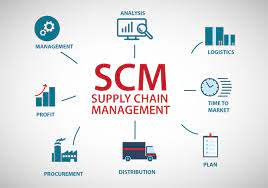 ANALYSIS
MANAGEMENT
LOGISTICS
SCM
SUPPLY CHAIN
MANAGEMENT
PROFIT
TIME TO
MARKET
PROCUREMENT
DISTRIBUTION
PLAN